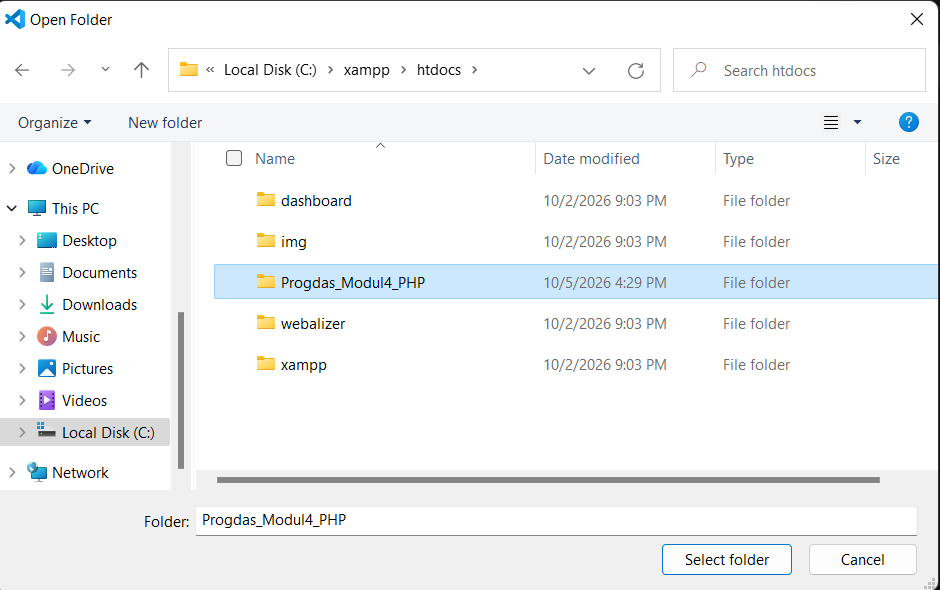 Open Folder
« Local Disk (C:) › xampp › htdocs ›
Search htdocs
Organize New folder
?
Name Date modified Type Size
OneDrive
This PC
Desktop
Documents
Downloads
Music
Pictures
Videos
Local Disk (C:)
Network
dashboard 10/2/2026 9:03 PM File folder
img 10/2/2026 9:03 PM File folder
Progdas_Modul4_PHP 10/5/2026 4:29 PM File folder
webalizer 10/2/2026 9:03 PM File folder
xampp 10/2/2026 9:03 PM File folder
Folder: Progdas_Modul4_PHP
Select folder Cancel